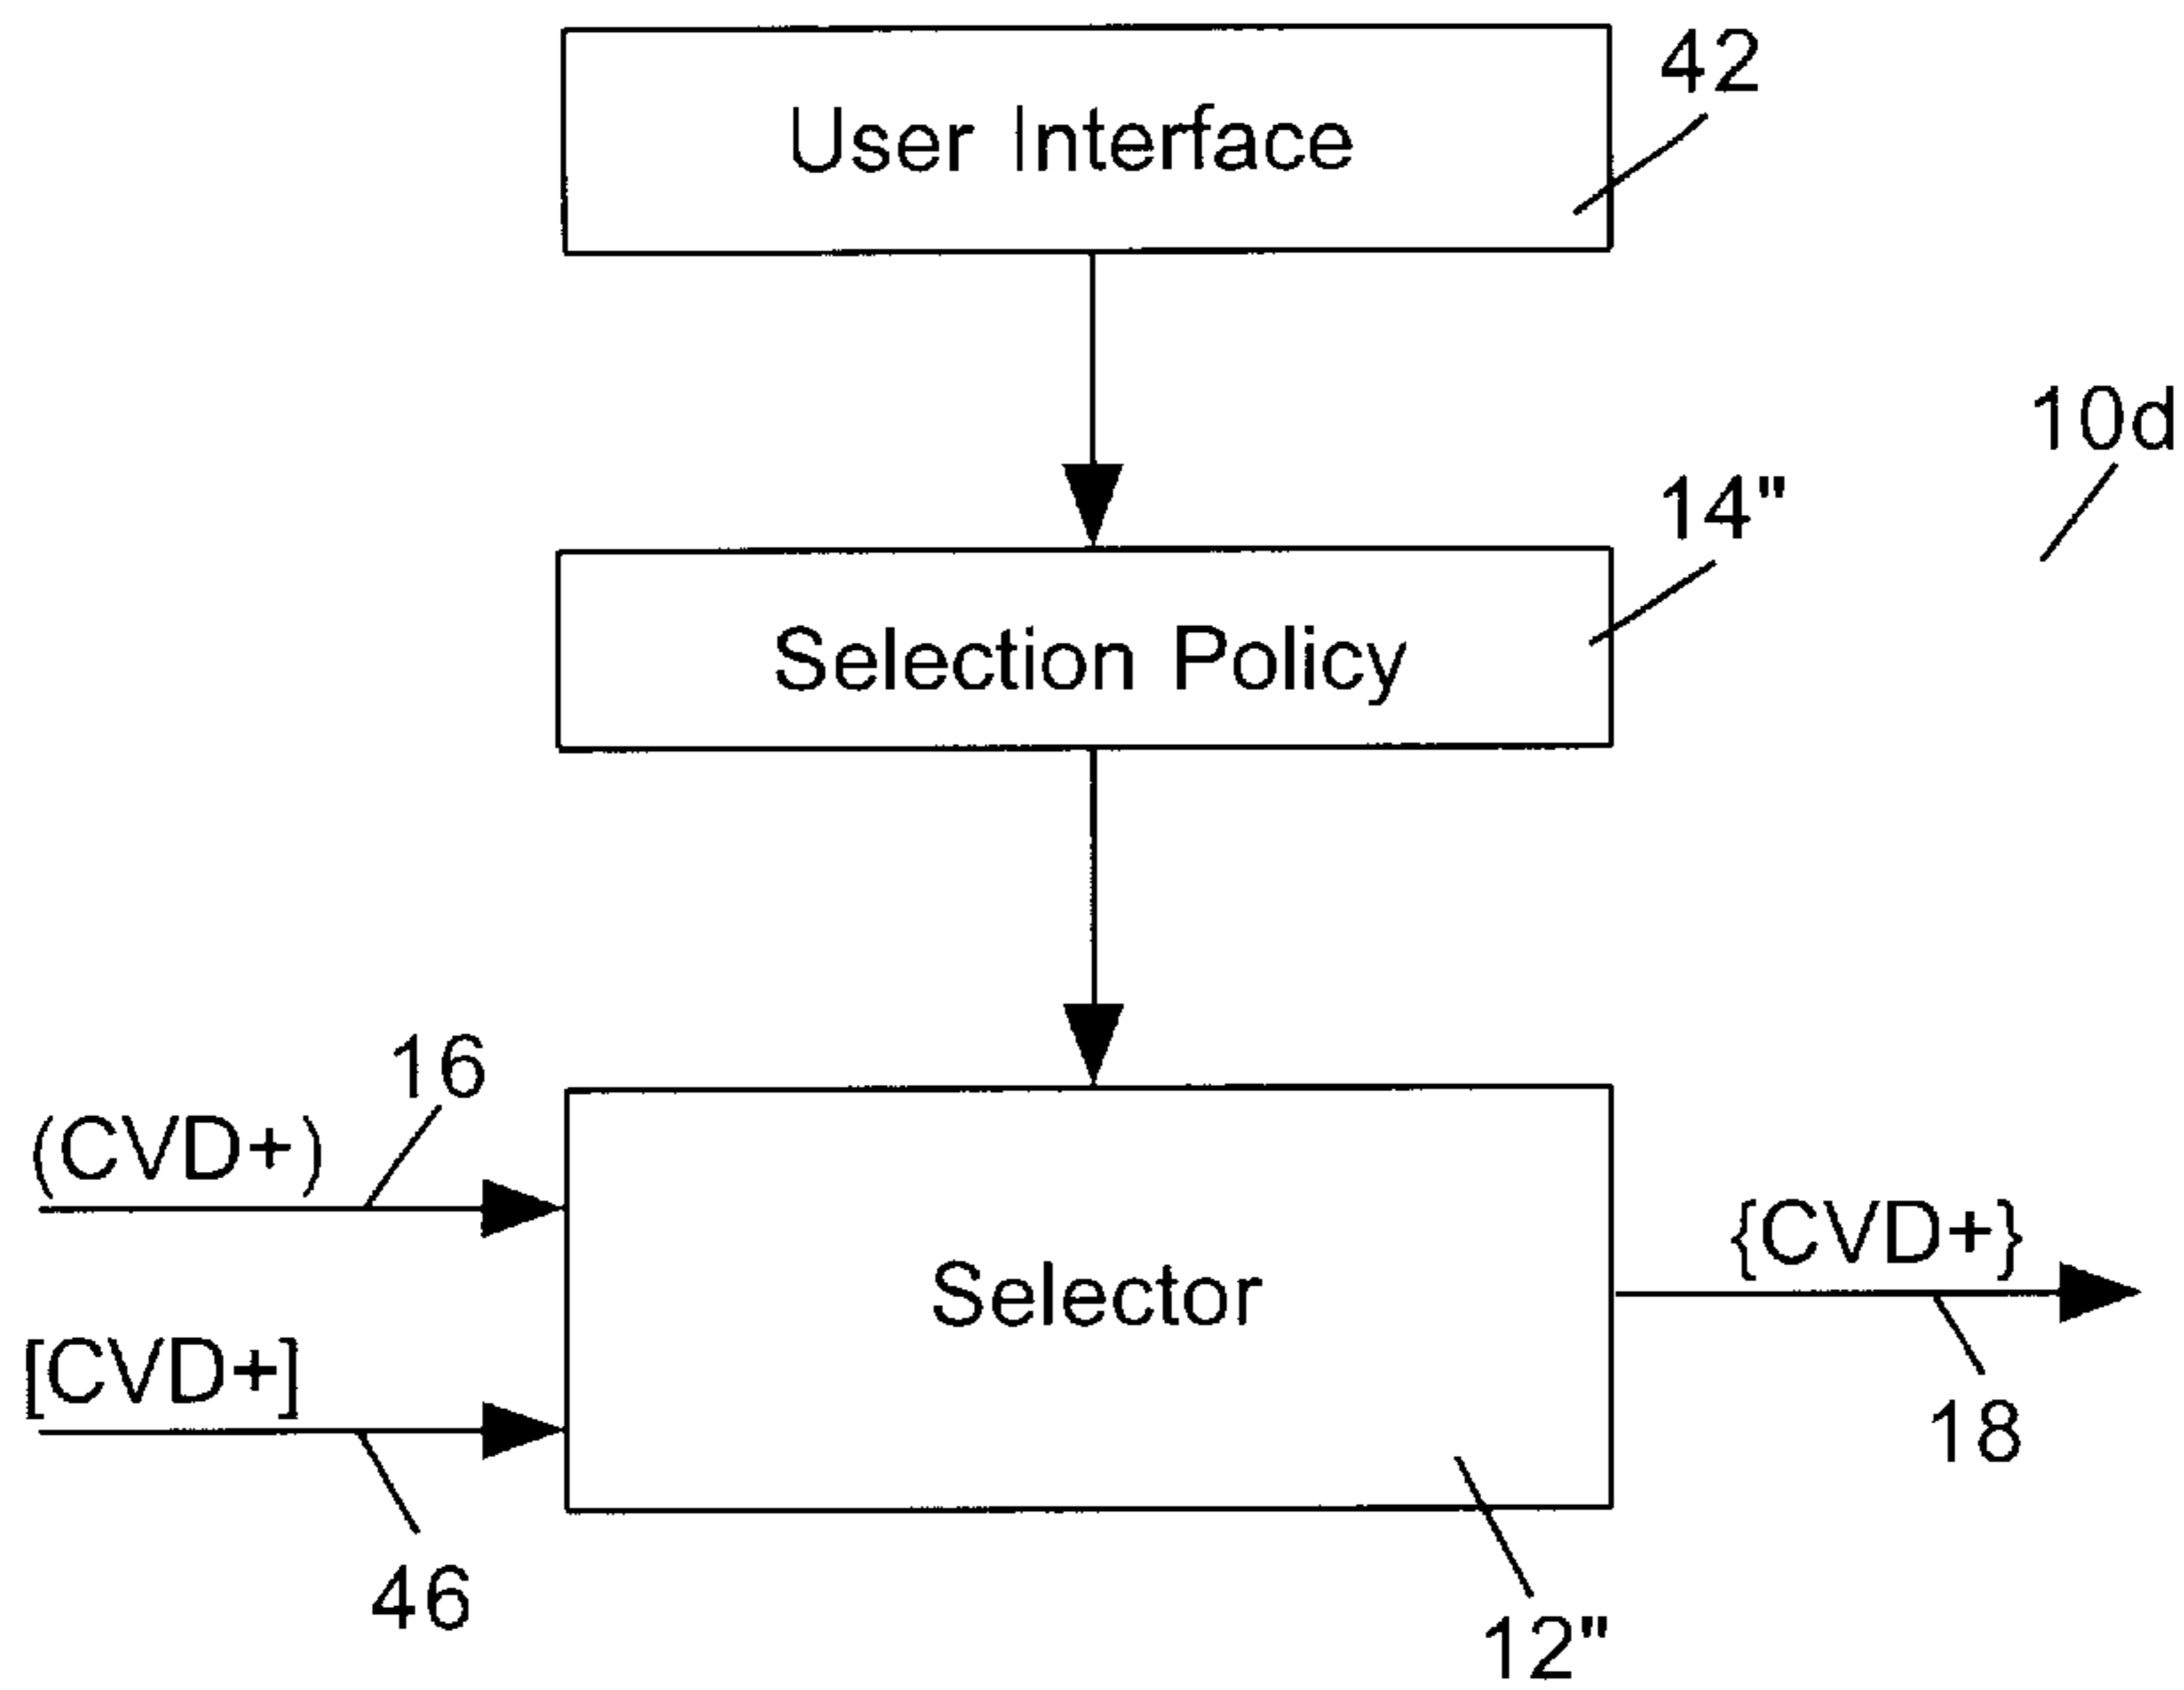 User Interface
42
10d
14"
Selection Policy
16
(CVD+)
{CVD+}
Selector
[CVD+]
18
46
12"